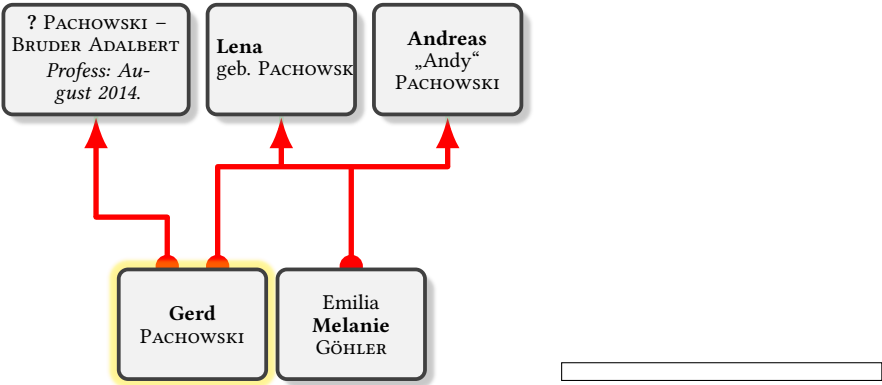 ? PACHOWSKI –
BRUDER ADALBERT
Profess: Au-
gust 2014.
Lena
geb. PACHOWSK
Andreas
„Andy“
PACHOWSKI
Gerd
PACHOWSKI
Emilia
Melanie
GÖHLER